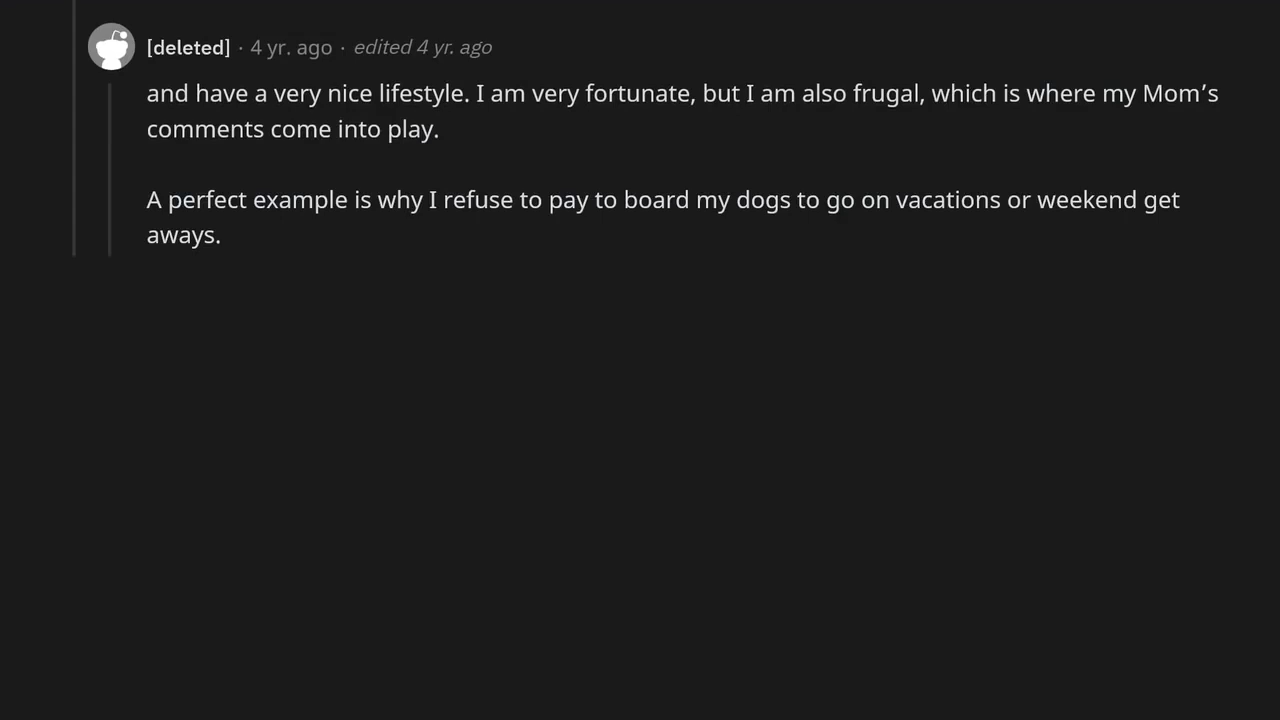 [deleted] · 4 yr. ago · edited 4 yr. ago
and have a very nice lifestyle. I am very fortunate, but I am also frugal, which is where my Mom’s
comments come into play.
A perfect example is why I refuse to pay to board my dogs to go on vacations or weekend get
aways.